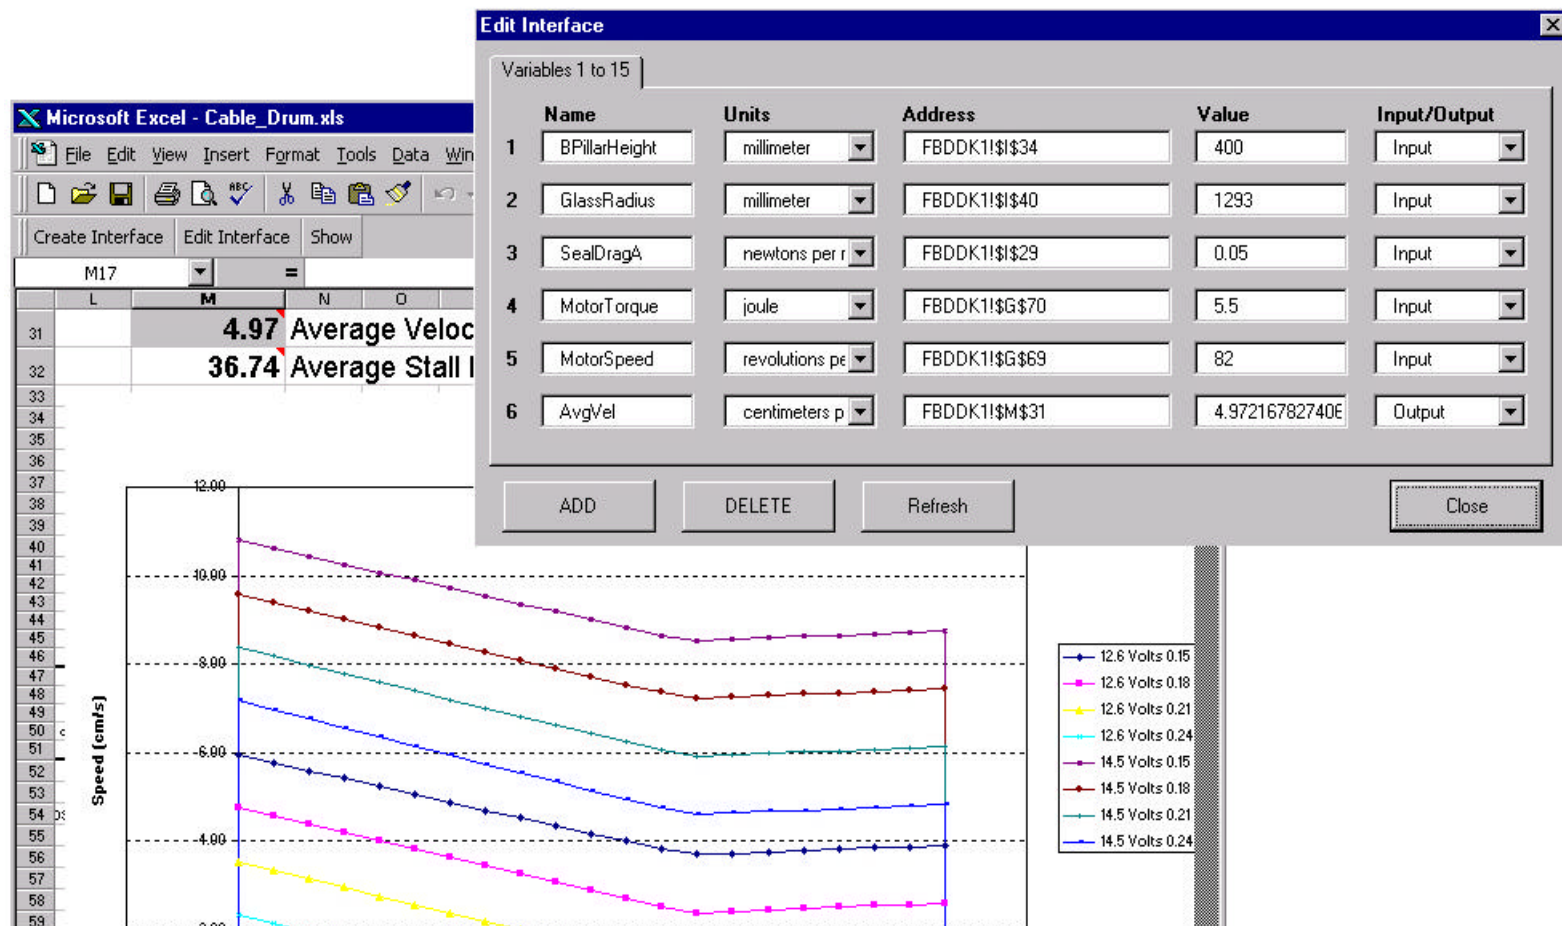 Edit Interface
Variables 1 to 15
Name Units Address Value Input/Output
1 BPillarHeight millimeter FBDDK1!$I$34 400 Input
2 GlassRadius millimeter FBDDK1!$I$40 1293 Input
3 SealDragA newtons per r FBDDK1!$I$29 0.05 Input
4 MotorTorque joule FBDDK1!$G$70 5.5 Input
5 MotorSpeed revolutions pe FBDDK1!$G$69 82 Input
6 AvgVel centimeters p FBDDK1!$M$31 4.972167827406 Output
ADD DELETE Refresh Close
Microsoft Excel - Cable_Drum.xls
File Edit View Insert Format Tools Data Win
ABC
Create Interface Edit Interface Show
M17 =
L M N O
31 4.97 Average Veloc
32 36.74 Average Stall
33
34
35
36
37
38
39
40
41
42
43
44
45
46
47
48
49
50
51
52
53
54
55
56
57
58
59
12.00
10.00
8.00
6.00
4.00
Speed (cm/s)
12.6 Volts 0.15
12.6 Volts 0.18
12.6 Volts 0.21
12.6 Volts 0.24
14.5 Volts 0.15
14.5 Volts 0.18
14.5 Volts 0.21
14.5 Volts 0.24